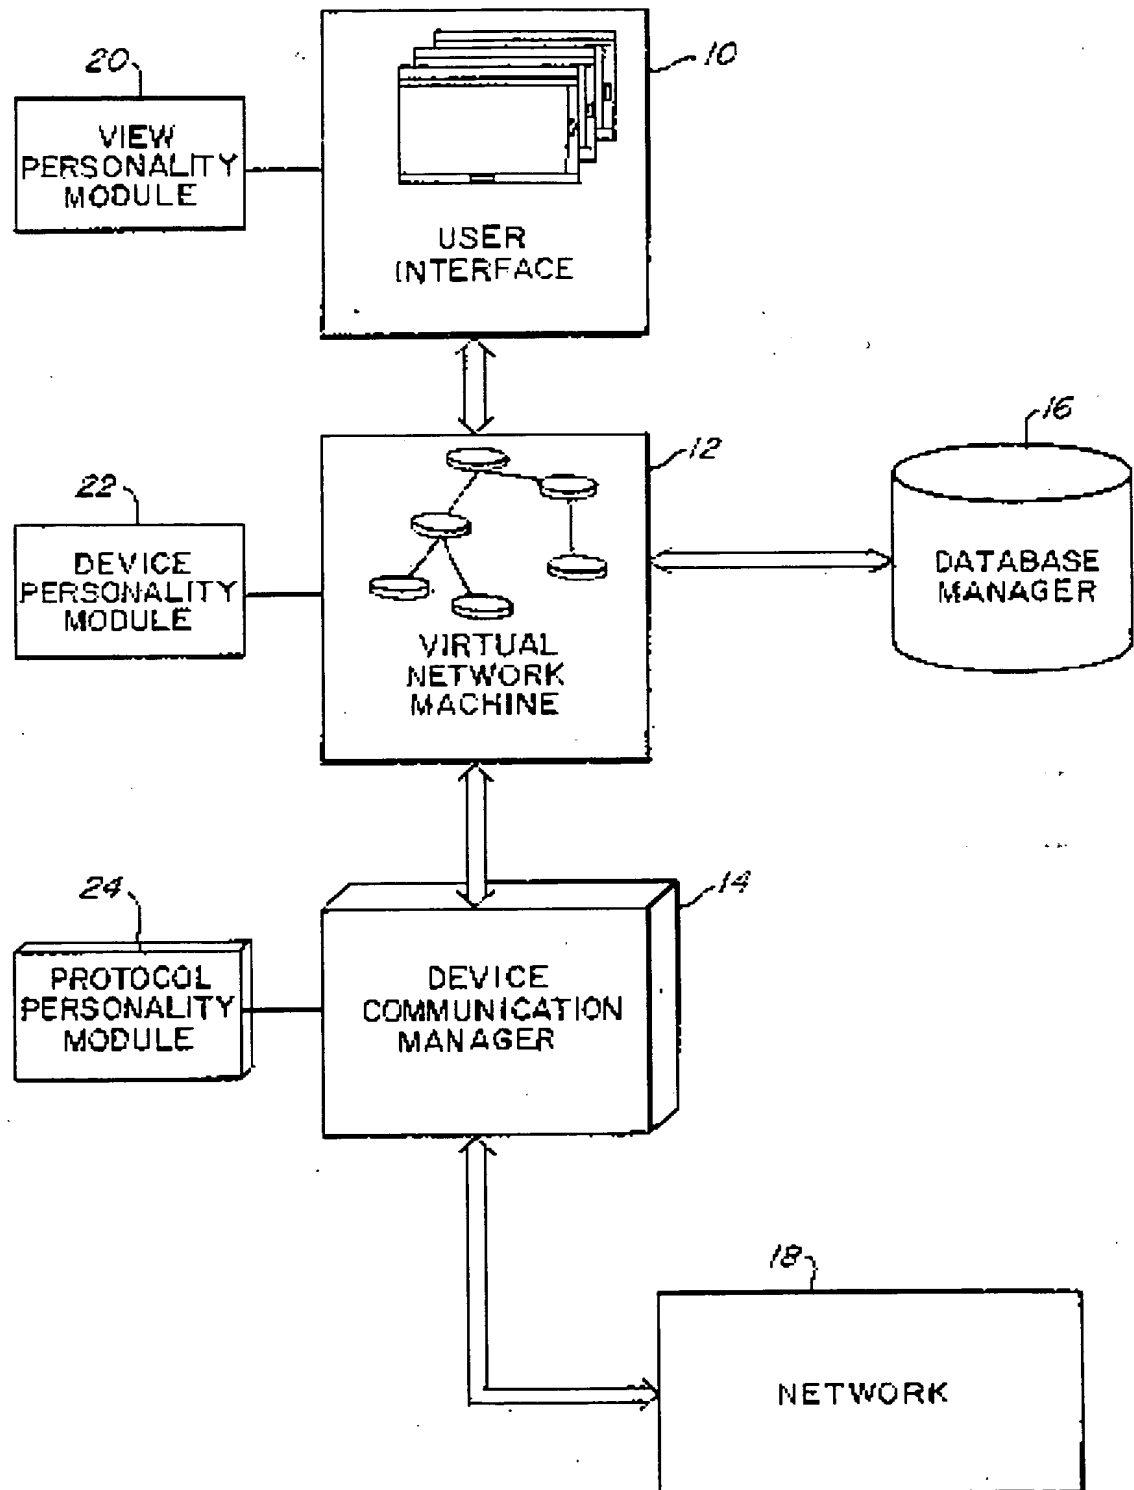 10
20
VIEW
PERSONALITY
MODULE
USER
INTERFACE
12
16
22
DEVICE
PERSONALITY
MODULE
VIRTUAL
NETWORK
MACHINE
DATABASE
MANAGER
14
24
PROTOCOL
PERSONALITY
MODULE
DEVICE
COMMUNICATION
MANAGER
18
NETWORK